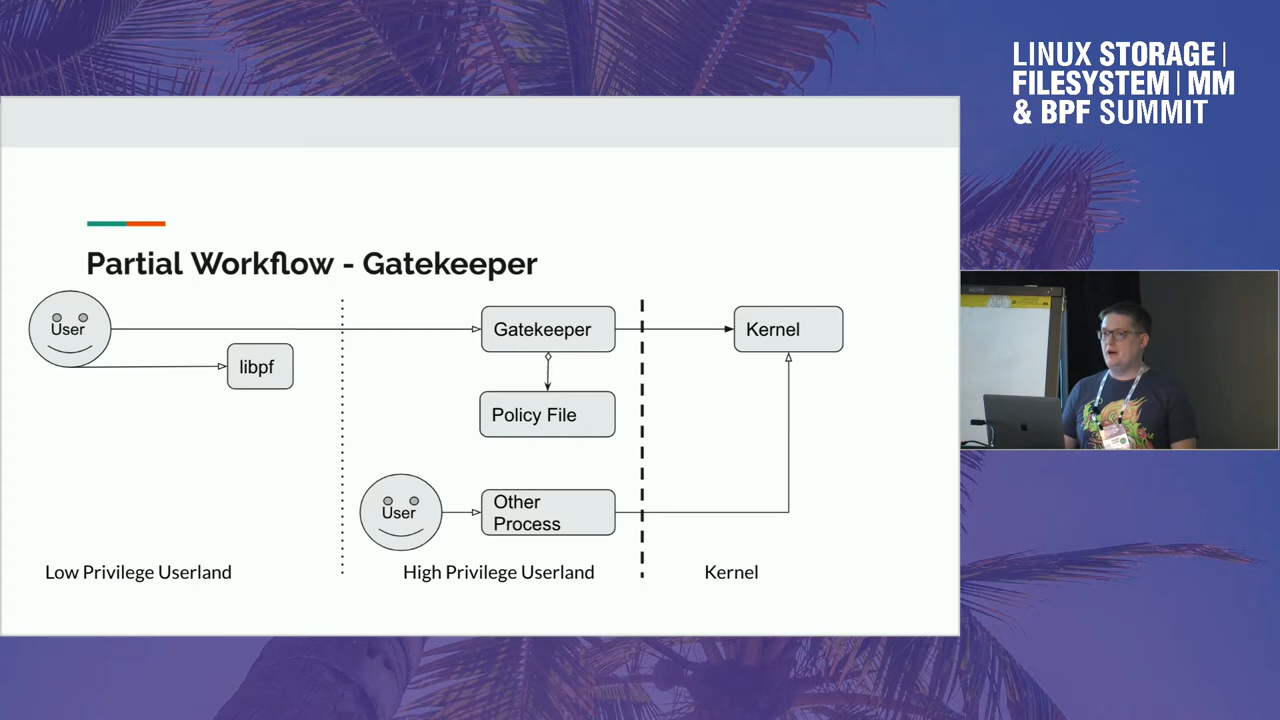 LINUX STORAGE |
FILESYSTEM | MM
& BPF SUMMIT
Partial Workflow - Gatekeeper
User
Gatekeeper
Kernel
libpf
Policy File
User
Other
Process
Low Privilege Userland
High Privilege Userland
Kernel